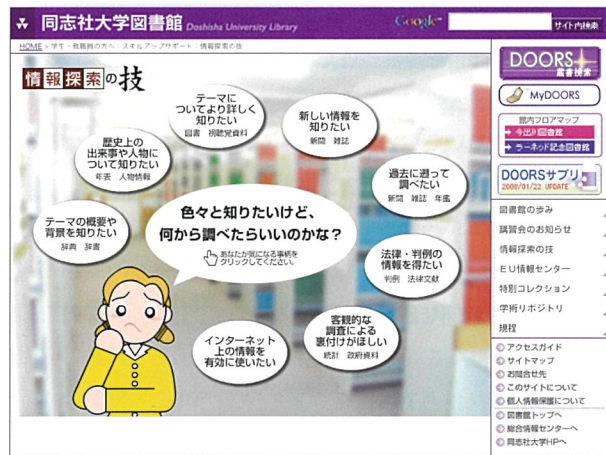 同志社大学図書館 Doshisha University Library
Google
サイト内検索
HOME > 学生・教職員の方へ スキルアップサポート 情報探索の技
情報探索の技
テーマに
ついてより詳しく
知りたい
図書 視聴覚資料
新しい情報を
知りたい
新聞 雑誌
歴史上の
出来事や人物に
ついて知りたい
年表 人物情報
過去に遡って
調べたい
新聞 雑誌 年鑑
テーマの概要や
背景を知りたい
辞典 辞書
色々と知りたいけど、
何から調べたらいいのかな？
あなたが気になる事柄を
クリックしてください。
法律・判例の
情報を得たい
判例 法律文献
インターネット
上の情報を
有効に使いたい
客観的な
調査による
裏付けがほしい
統計 政府資料
DOORS
蔵書検索
MyDOORS
館内フロアマップ
今出川図書館
ラーネッド記念図書館
DOORSサプリ
2008/01/22 UPDATE
図書館の歩み
講習会のお知らせ
情報探索の技
EU情報センター
特別コレクション
学術リポジトリ
規程
アクセスガイド
サイトマップ
お問合せ先
このサイトについて
個人情報保護について
図書館トップへ
総合情報センターへ
同志社大学HPへ